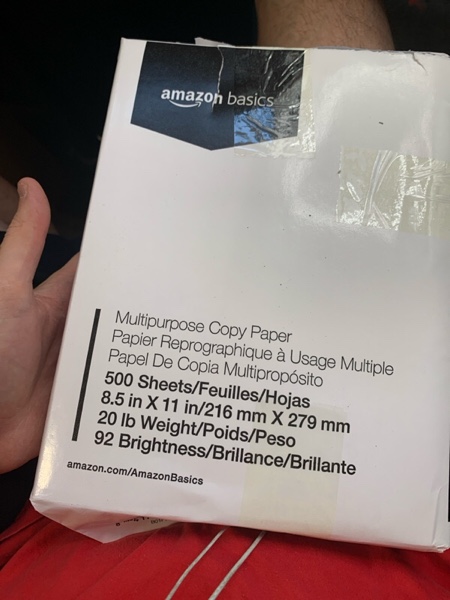 amazon basics
Multipurpose Copy Paper
Papier Reprographique à Usage Multiple
Papel De Copia Multipropósito
500 Sheets/Feuilles/Hojas
8.5 in X 11 in/216 mm X 279 mm
20 lb Weight/Poids/Peso
92 Brightness/Brillance/Brillante
amazon.com/AmazonBasics